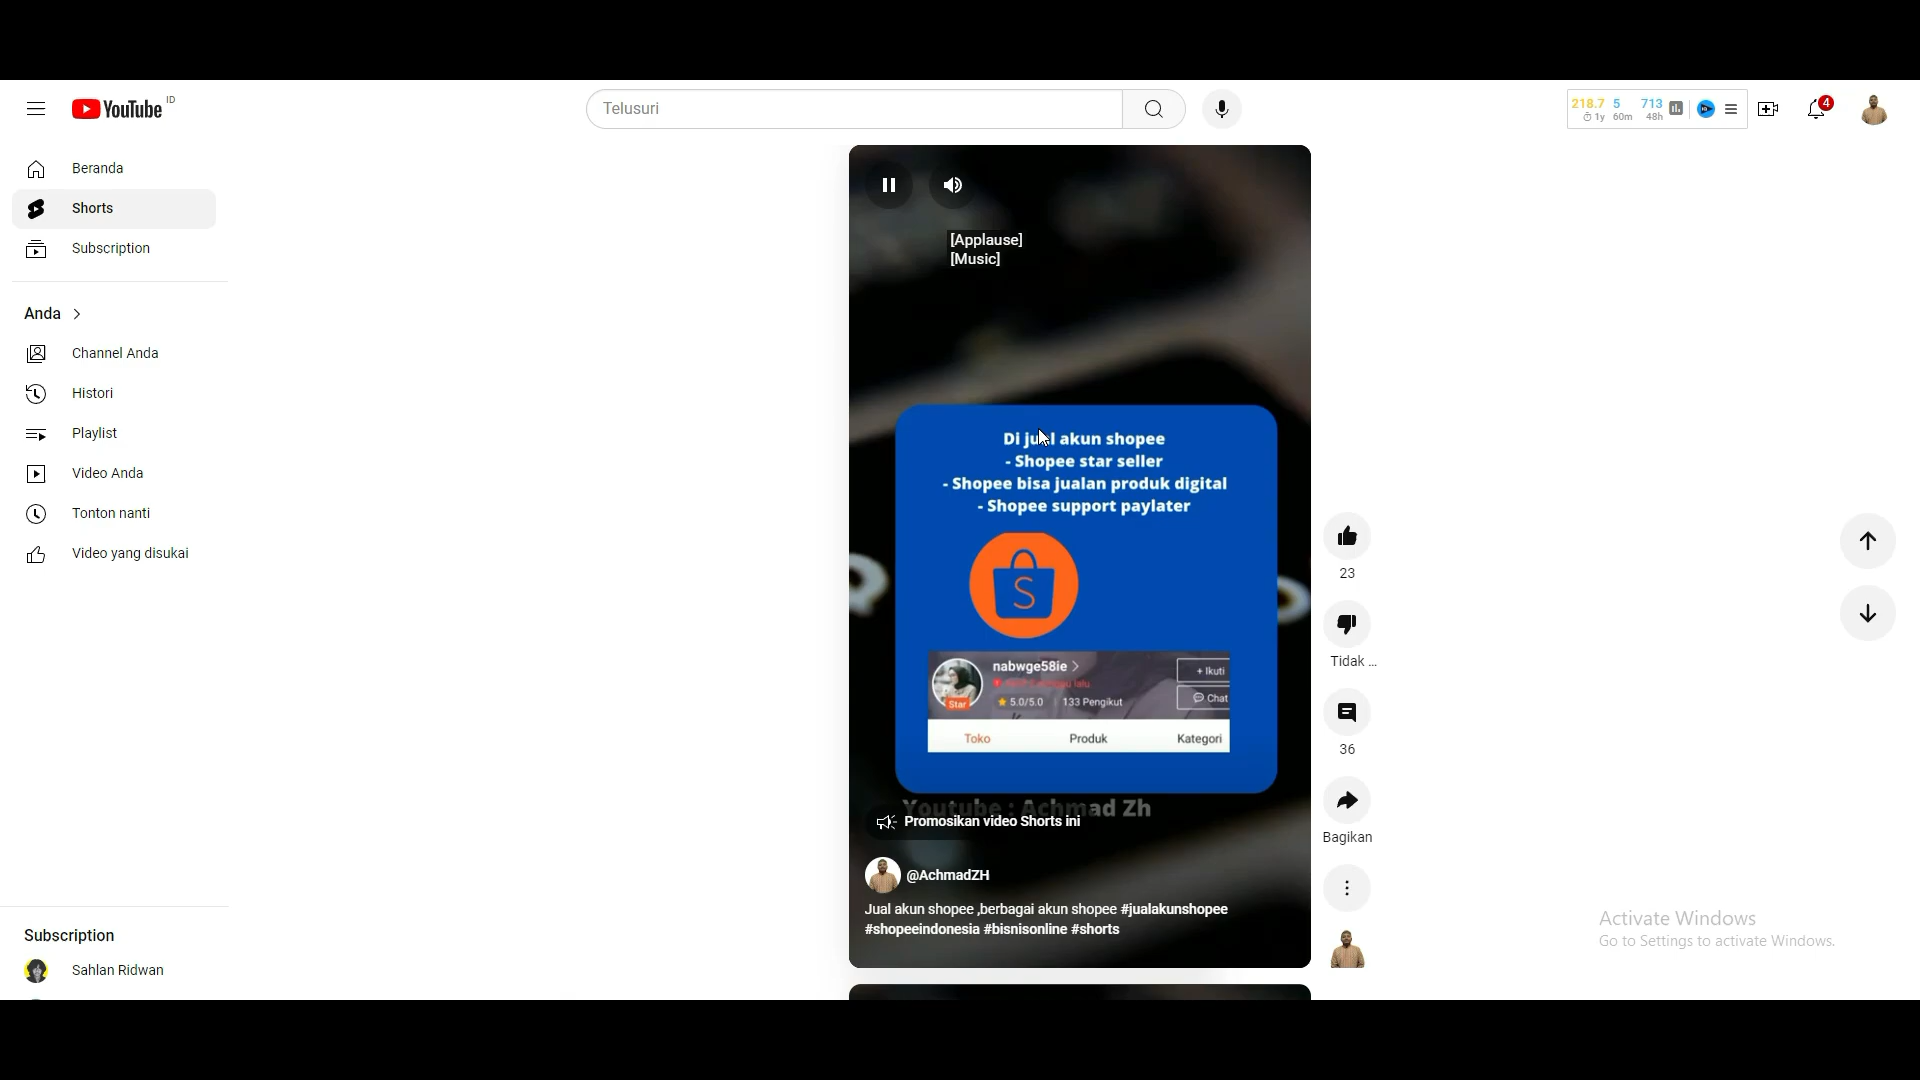 YouTube ID
Telusuri
218.7 5 713
1y 60m 48h
4
Beranda
Shorts
Subscription
Anda
Channel Anda
Histori
Playlist
Video Anda
Tonton nanti
Video yang disukai
Subscription
Sahlan Ridwan
[Applause]
[Music]
Di jual akun shopee
- Shopee star seller
- Shopee bisa jualan produk digital
- Shopee support paylater
S
nabwge58ie
lalu
Star
5.0/5.0 133 Pengikut
+ Ikuti
Chat
Toko Produk Kategori
Youtube : Achmad Zh
Promosikan video Shorts ini
@AchmadZH
Jual akun shopee ,berbagai akun shopee #jualakunshopee
#shopeeindonesia #bisnisonline #shorts
23
Tidak ...
36
Bagikan
Activate Windows
Go to Settings to activate Windows.